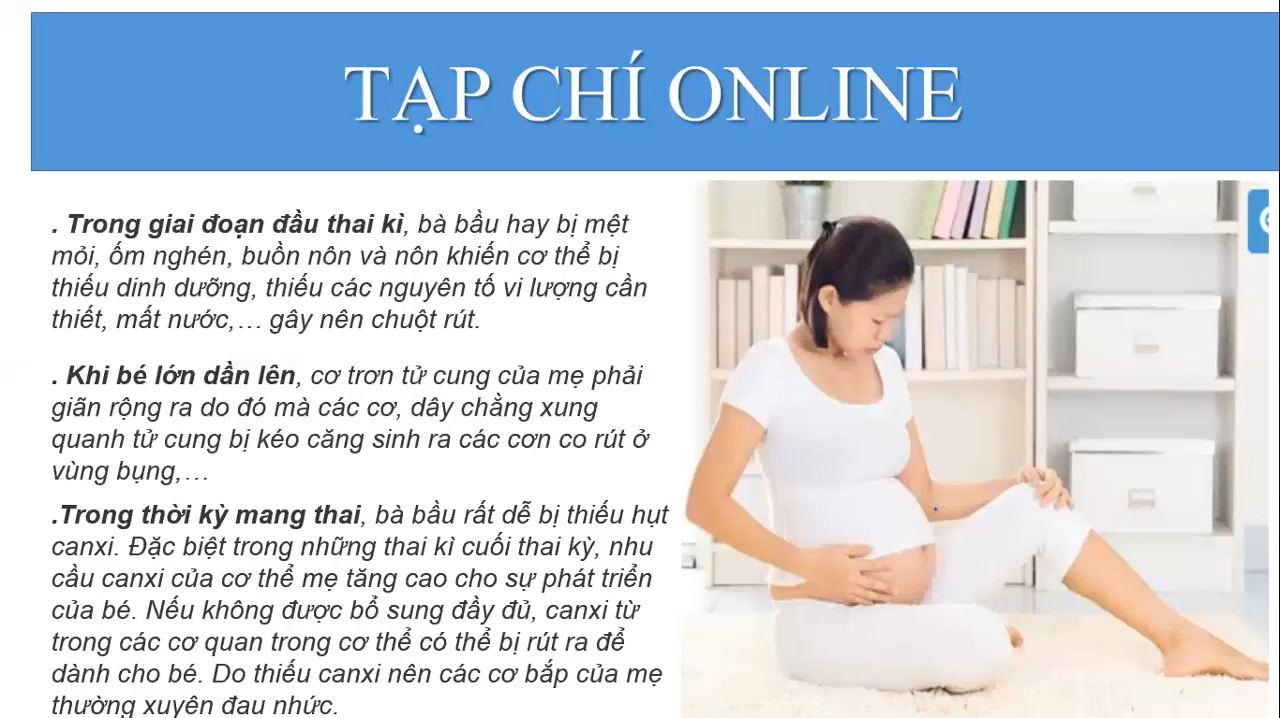 TẠP CHÍ ONLINE
. Trong giai đoạn đầu thai kì, bà bầu hay bị mệt
mỏi, ốm nghén, buồn nôn và nôn khiến cơ thể bị
thiếu dinh dưỡng, thiếu các nguyên tố vi lượng cần
thiết, mất nước,... gây nên chuột rút.
. Khi bé lớn dần lên, cơ trơn tử cung của mẹ phải
giãn rộng ra do đó mà các cơ, dây chằng xung
quanh tử cung bị kéo căng sinh ra các cơn co rút ở
vùng bụng,...
.Trong thời kỳ mang thai, bà bầu rất dễ bị thiếu hụt
canxi. Đặc biệt trong những thai kì cuối thai kỳ, nhu
cầu canxi của cơ thể mẹ tăng cao cho sự phát triển
của bé. Nếu không được bổ sung đầy đủ, canxi từ
trong các cơ quan trong cơ thể có thể bị rút ra để
dành cho bé. Do thiếu canxi nên các cơ bắp của mẹ
thường xuyên đau nhức.